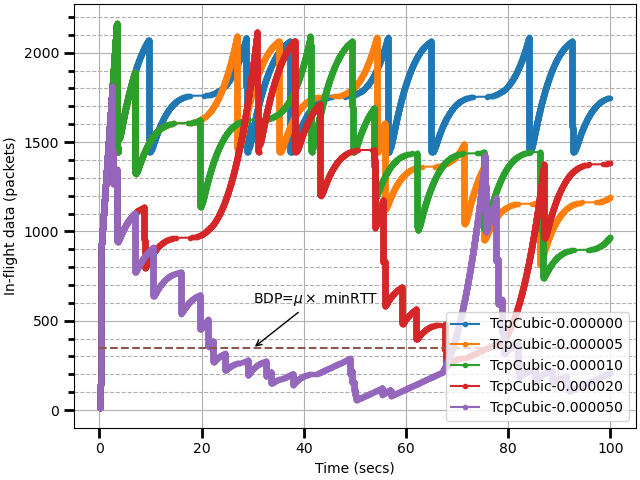 In-flight data (packets)
2000
1500
1000
500
0
BDP=μ× minRTT
TcpCubic-0.000000
TcpCubic-0.000005
TcpCubic-0.000010
TcpCubic-0.000020
TcpCubic-0.000050
0 20 40 60 80 100
Time (secs)